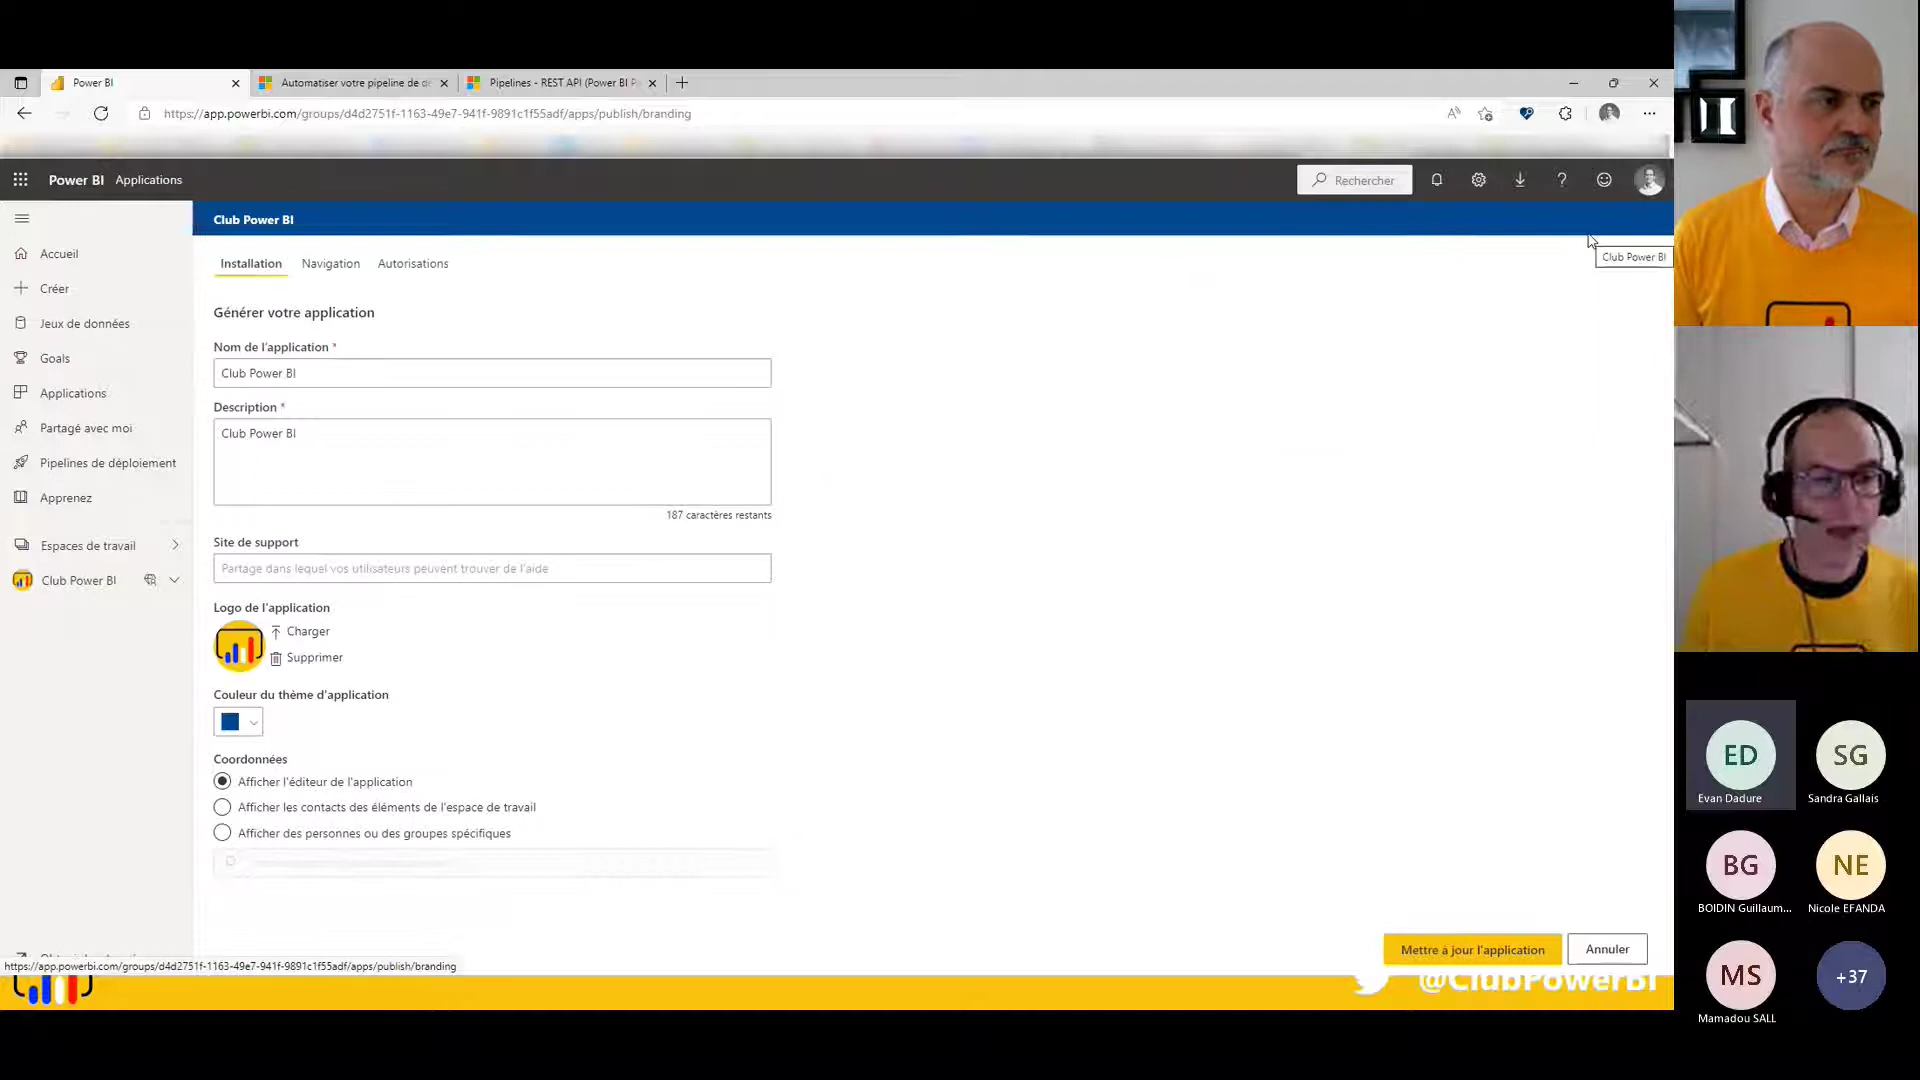 Power BI
Automatiser votre pipeline de de
Pipelines - REST API (Power BI P
https://app.powerbi.com/groups/d4d2751f-1163-49e7-941f-9891c1f55adf/apps/publish/branding
Power BI Applications
Rechercher
Club Power BI
Club Power BI
Accueil
Créer
Jeux de données
Goals
Applications
Partagé avec moi
Pipelines de déploiement
Apprenez
Espaces de travail
Club Power BI
Installation Navigation Autorisations
Générer votre application
Nom de l'application *
Club Power BI
Description *
Club Power BI
187 caractères restants
Site de support
Partage dans lequel vos utilisateurs peuvent trouver de l'aide
Logo de l'application
Charger
Supprimer
Couleur du thème d'application
Coordonnées
Afficher l'éditeur de l'application
Afficher les contacts des éléments de l'espace de travail
Afficher des personnes ou des groupes spécifiques
Mettre à jour l'application
Annuler
https://app.powerbi.com/groups/d4d2751f-1163-49e7-941f-9891c1f55adf/apps/publish/branding
@ClubPowerBI
ED
Evan Dadure
SG
Sandra Gallais
BG
BOIDIN Guillaum...
NE
Nicole EFANDA
MS
Mamadou SALL
+37